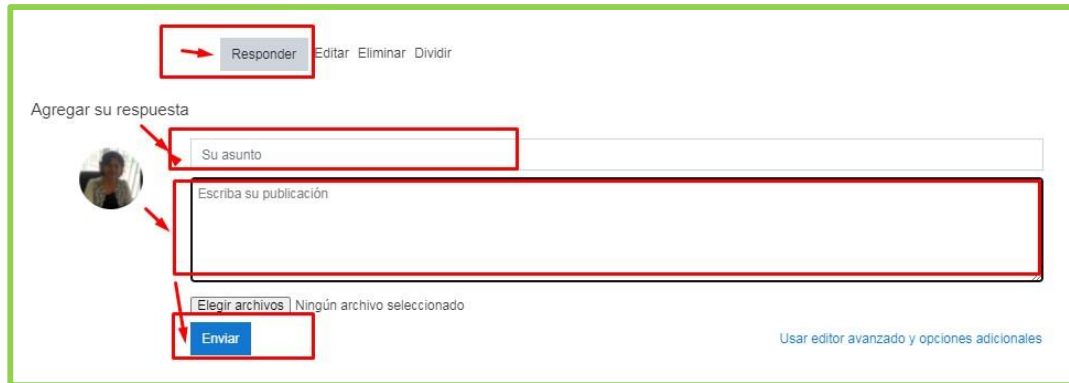 Responder Editar Eliminar Dividir
Agregar su respuesta
Su asunto
Escriba su publicación
Elegir archivos Ningún archivo seleccionado
Enviar Usar editor avanzado y opciones adicionales